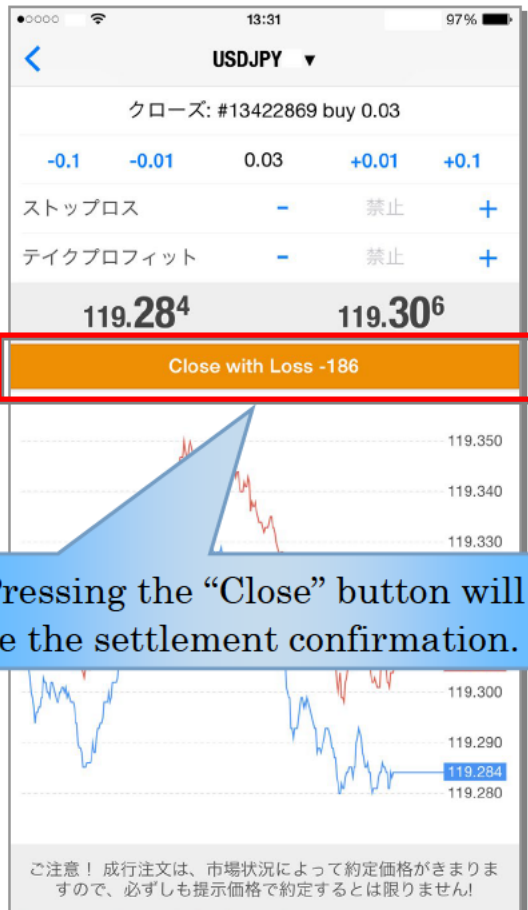 13:31
97%
USDJPY ▼
クローズ: #13422869 buy 0.03
-0.1 -0.01 0.03 +0.01 +0.1
ストップロス - 禁止 +
テイクプロフィット - 禁止 +
119.284 119.306
Close with Loss -186
119.350
119.340
119.330
ressing the “Close” button will
e the settlement confirmation.
119.300
119.290
119.284
119.280
ご注意！ 成行注文は、市場状況によって約定価格がきまりま
すので、必ずしも提示価格で約定するとは限りません!